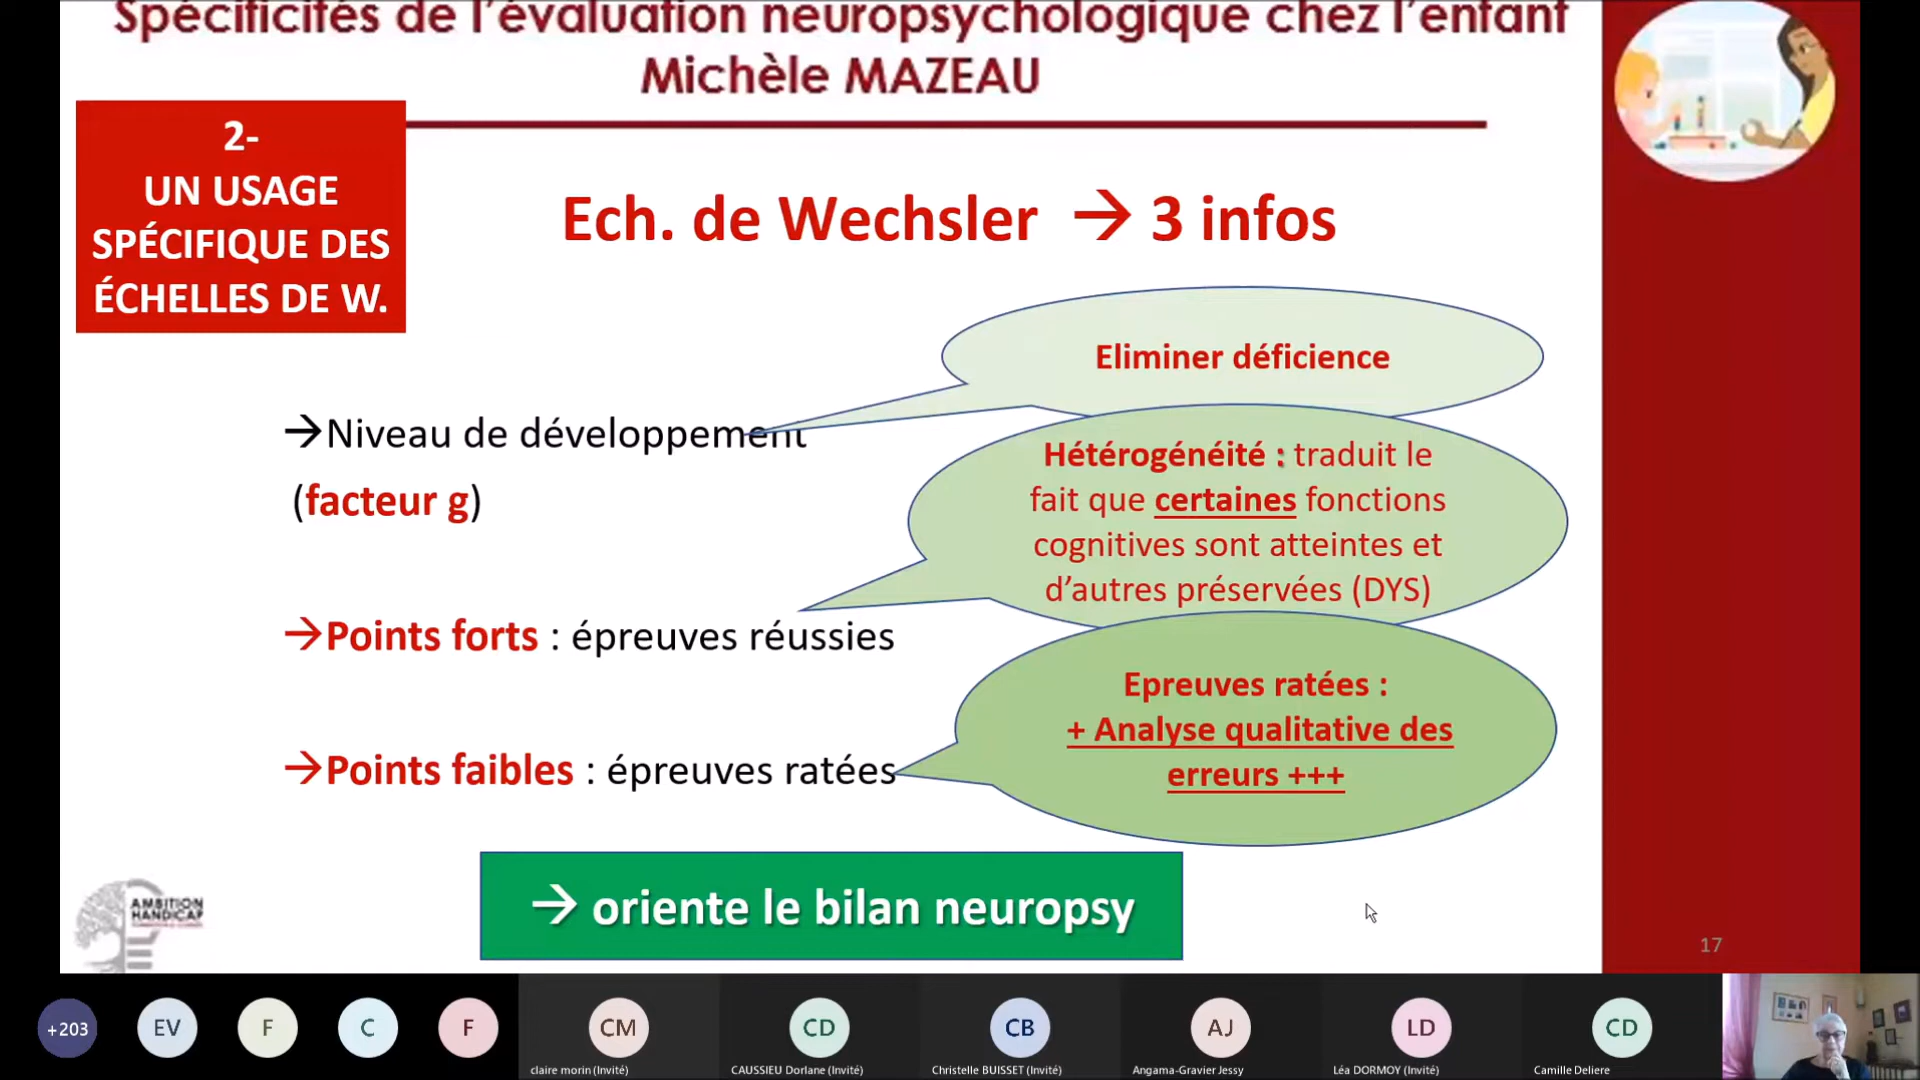 Spécificités de l'évaluation neuropsychologique chez l'enfant
Michèle MAZEAU
2-
UN USAGE
SPÉCIFIQUE DES
ÉCHELLES DE W.
Ech. de Wechsler → 3 infos
Eliminer déficience
→Niveau de développement
(facteur g)
Hétérogénéité : traduit le
fait que certaines fonctions
cognitives sont atteintes et
d'autres préservées (DYS)
→Points forts : épreuves réussies
Epreuves ratées :
+ Analyse qualitative des
erreurs +++
→Points faibles : épreuves ratées
→ oriente le bilan neuropsy
AMBITION
HANDICAP
17
+203
EV
F
C
F
CM
CD
CB
AJ
LD
CD
claire morin (Invité)
CAUSSIEU Dorlane (Invité)
Christelle BUISSET (Invité)
Angama-Gravier Jessy
Léa DORMOY (Invité)
Camille Deliere